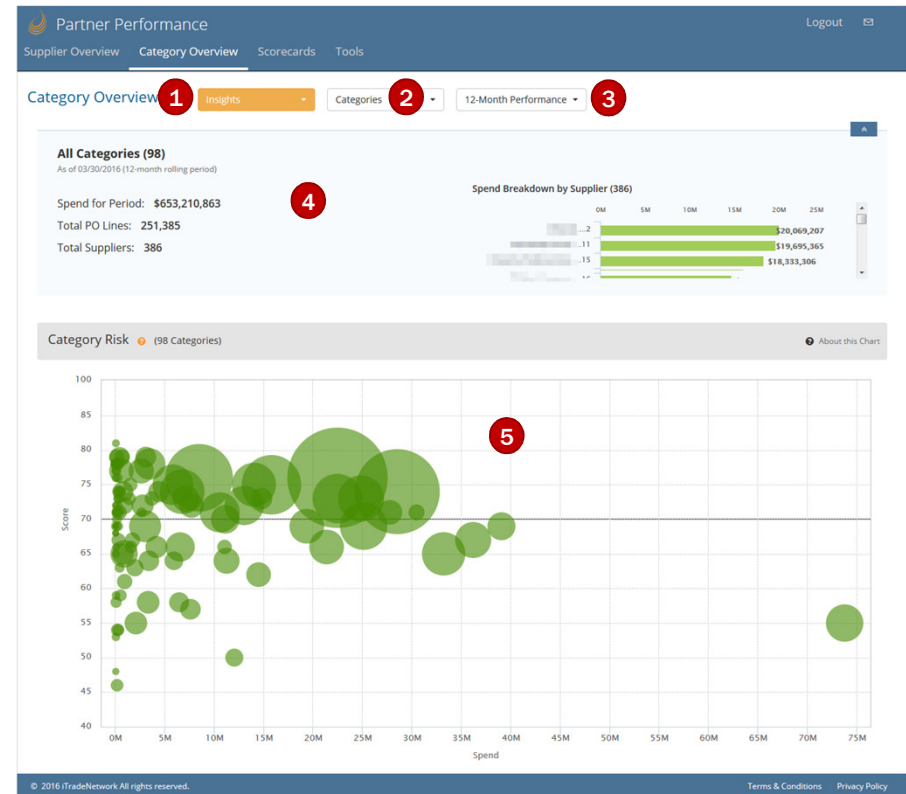 Partner Performance
Logout
Supplier Overview Category Overview Scorecards Tools
Category Overview 1 Insights Categories 2 12-Month Performance 3
All Categories (98)
As of 03/30/2016 (12-month rolling period)
Spend for Period: $653,210,863
Total PO Lines: 251,385
Total Suppliers: 386
4
Spend Breakdown by Supplier (386)
0M 5M 10M 15M 20M 25M
...2 $20,069,207
...11 $19,695,365
...15 $18,333,306
Category Risk ? (98 Categories)
? About this Chart
100
85
80
75
70
65
60
55
50
45
40
Score
5
0M 5M 10M 15M 20M 25M 30M 35M 40M 45M 50M 55M 60M 65M 70M 75M
Spend
© 2016 iTradeNetwork All rights reserved.
Terms & Conditions Privacy Policy